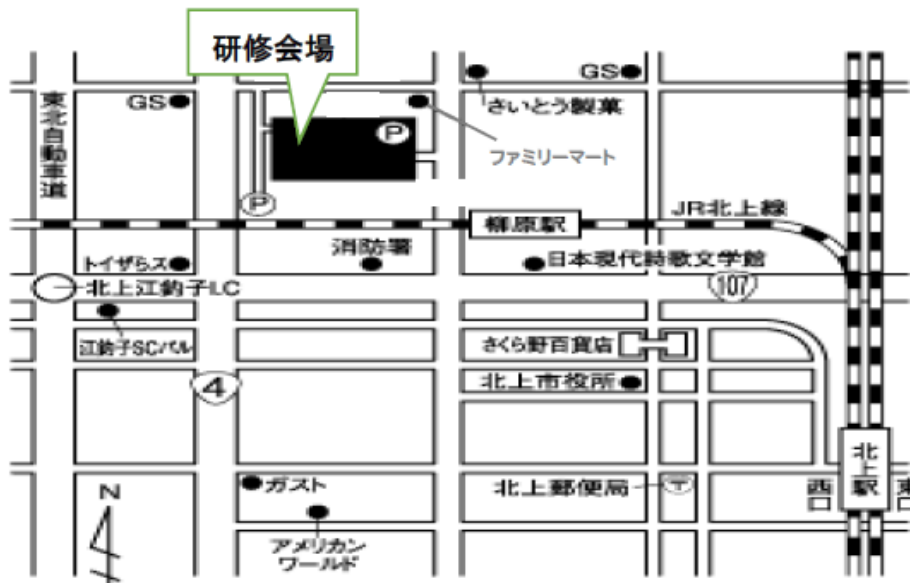 研修会場
GS
GS
さいとう製菓
ファミリーマート
P
P
東北自動車道
柳原駅
JR北上線
消防署
日本現代詩歌文学館
トイザらス
107
北上江釣子I.C
江釣子SCパル
さくら野百貨店
北上市役所
4
北上駅
西口
東口
N
ガスト
北上郵便局
〒
アメリカン
ワールド